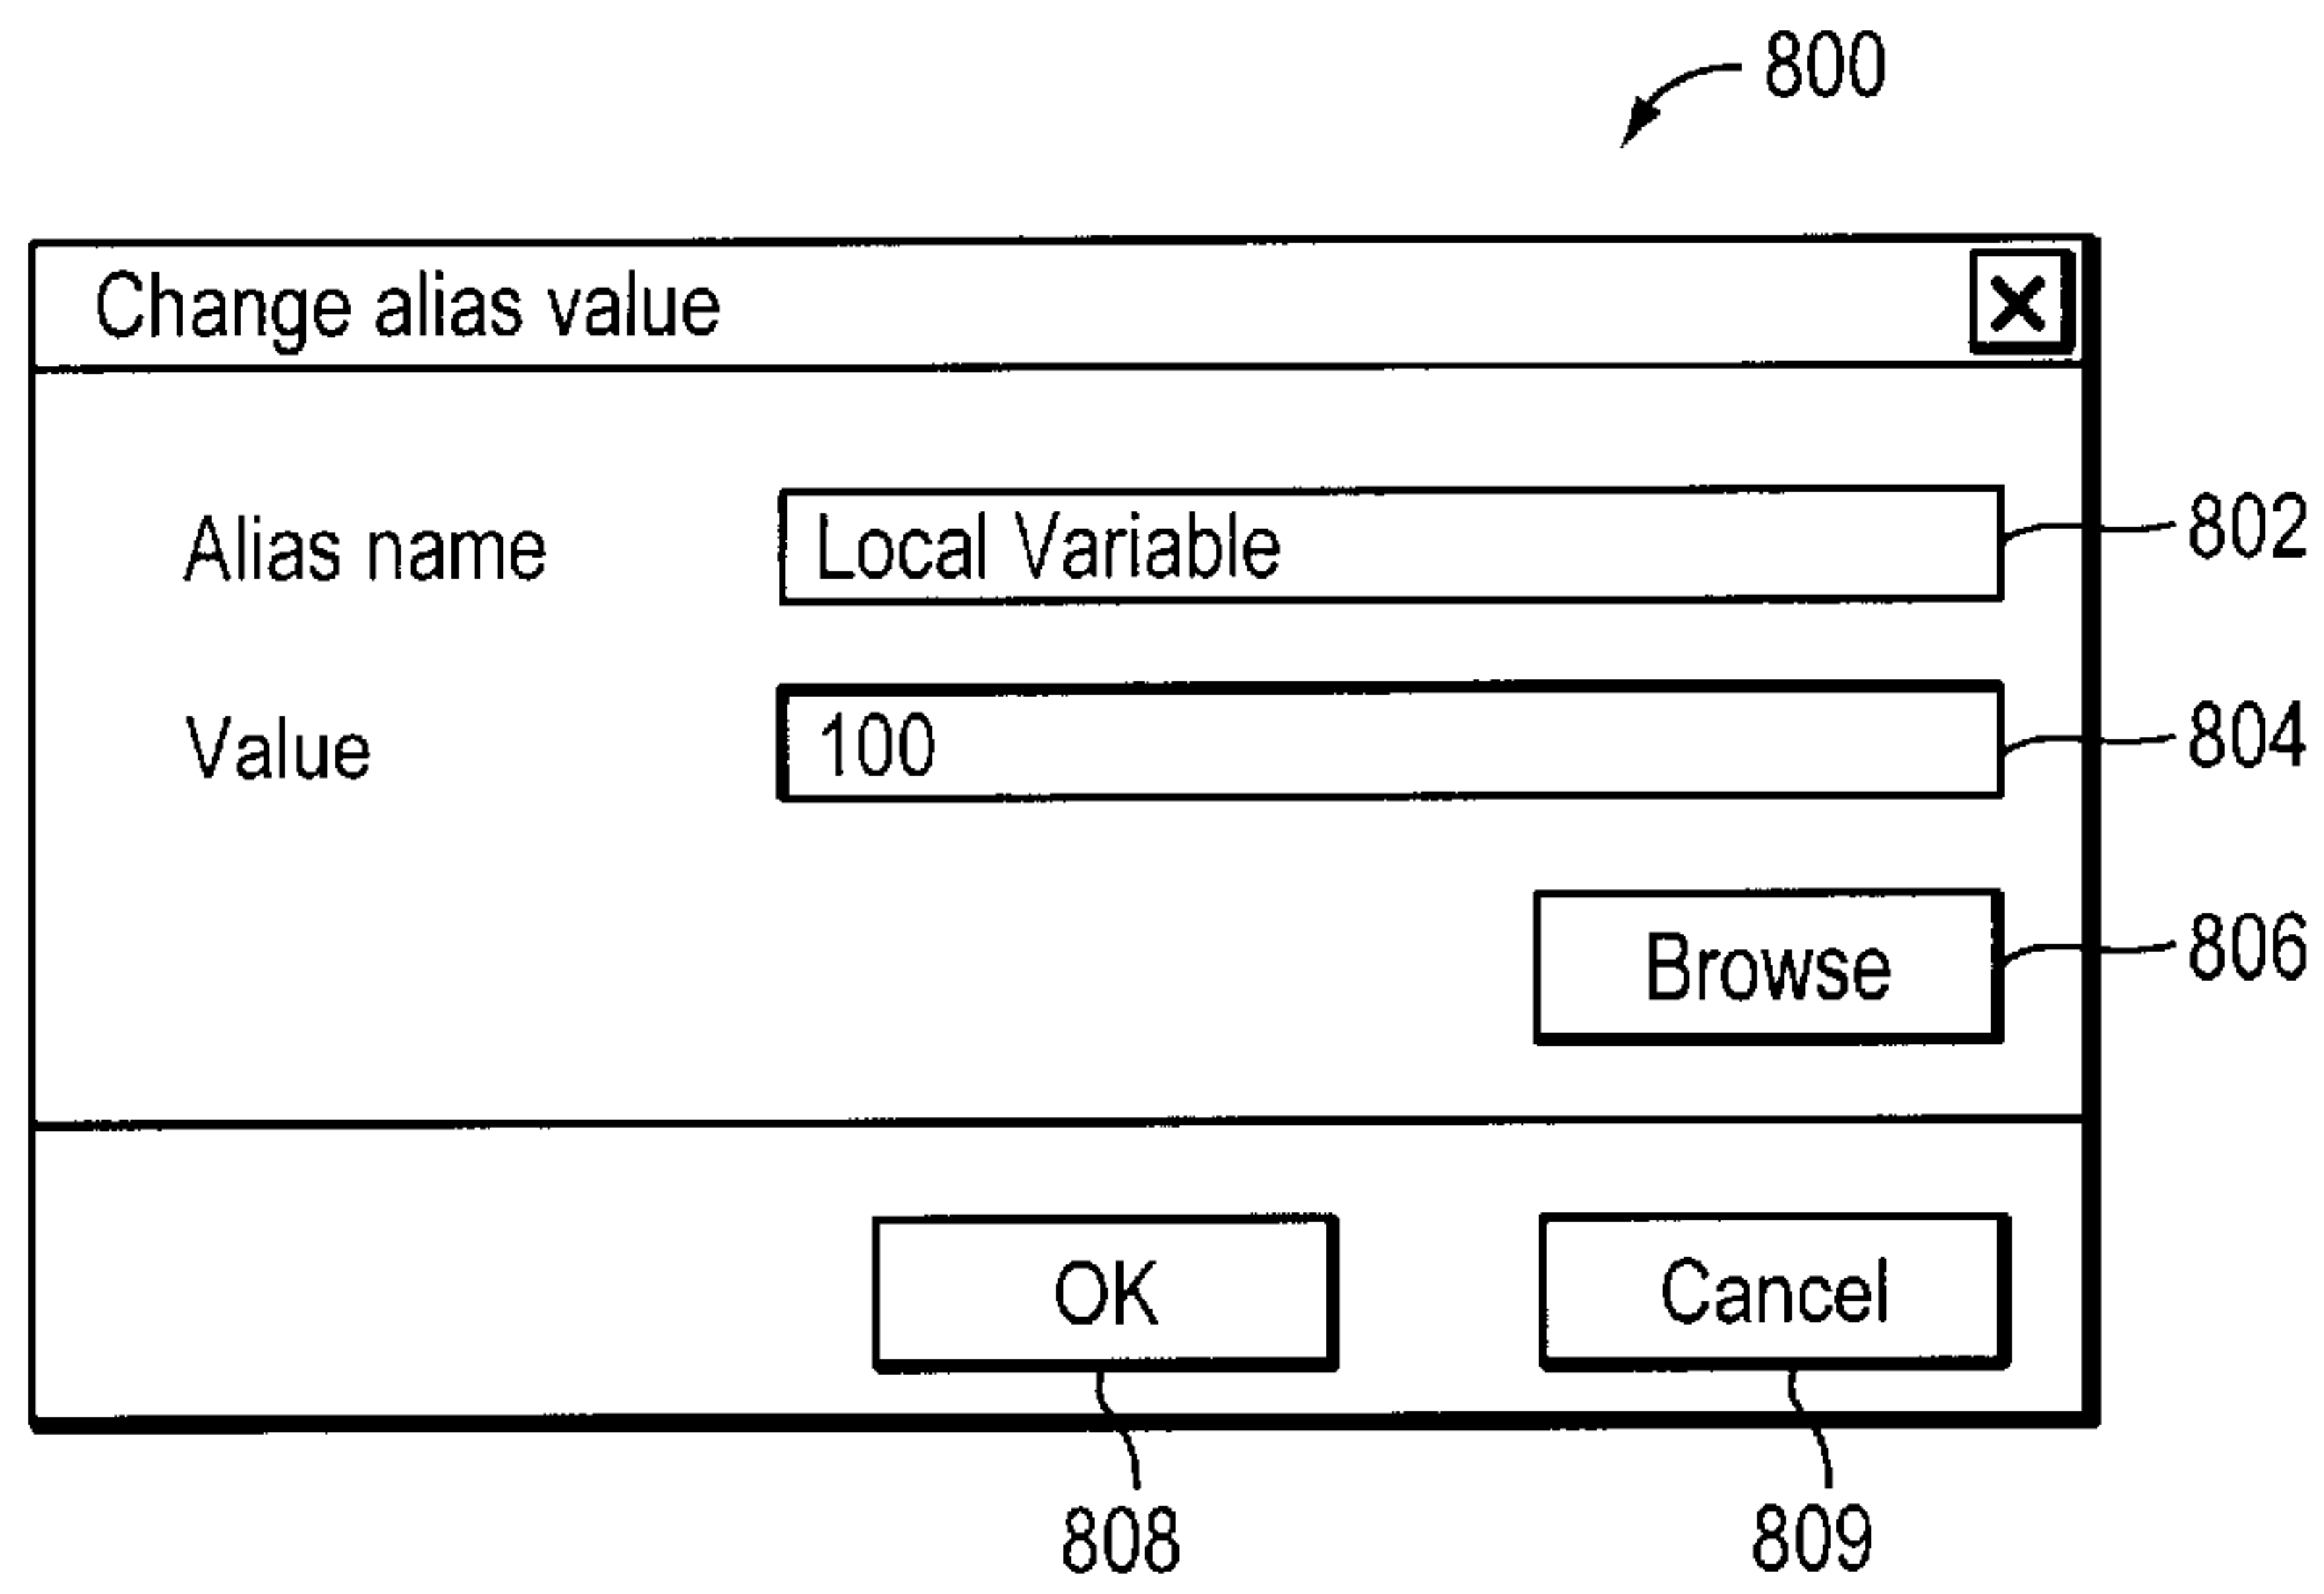 800
Change alias value
Alias name Local Variable 802
Value 100 804
Browse 806
OK Cancel
808 809